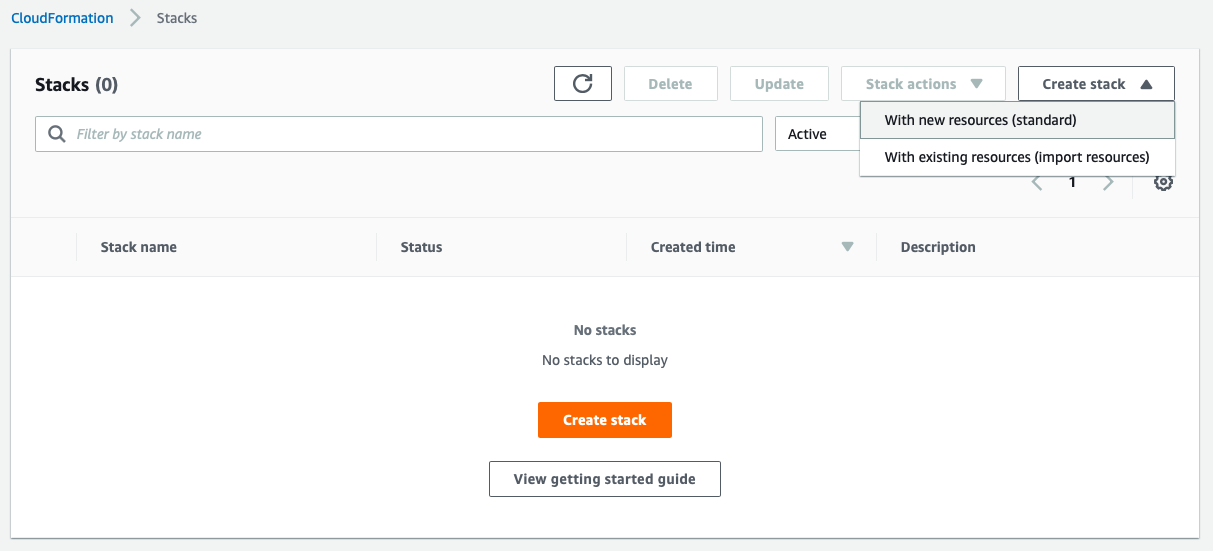 CloudFormation Stacks
Stacks (0)
Delete
Update
Stack actions
Create stack
Filter by stack name
Active
With new resources (standard)
With existing resources (import resources)
1
Stack name Status Created time Description
No stacks
No stacks to display
Create stack
View getting started guide